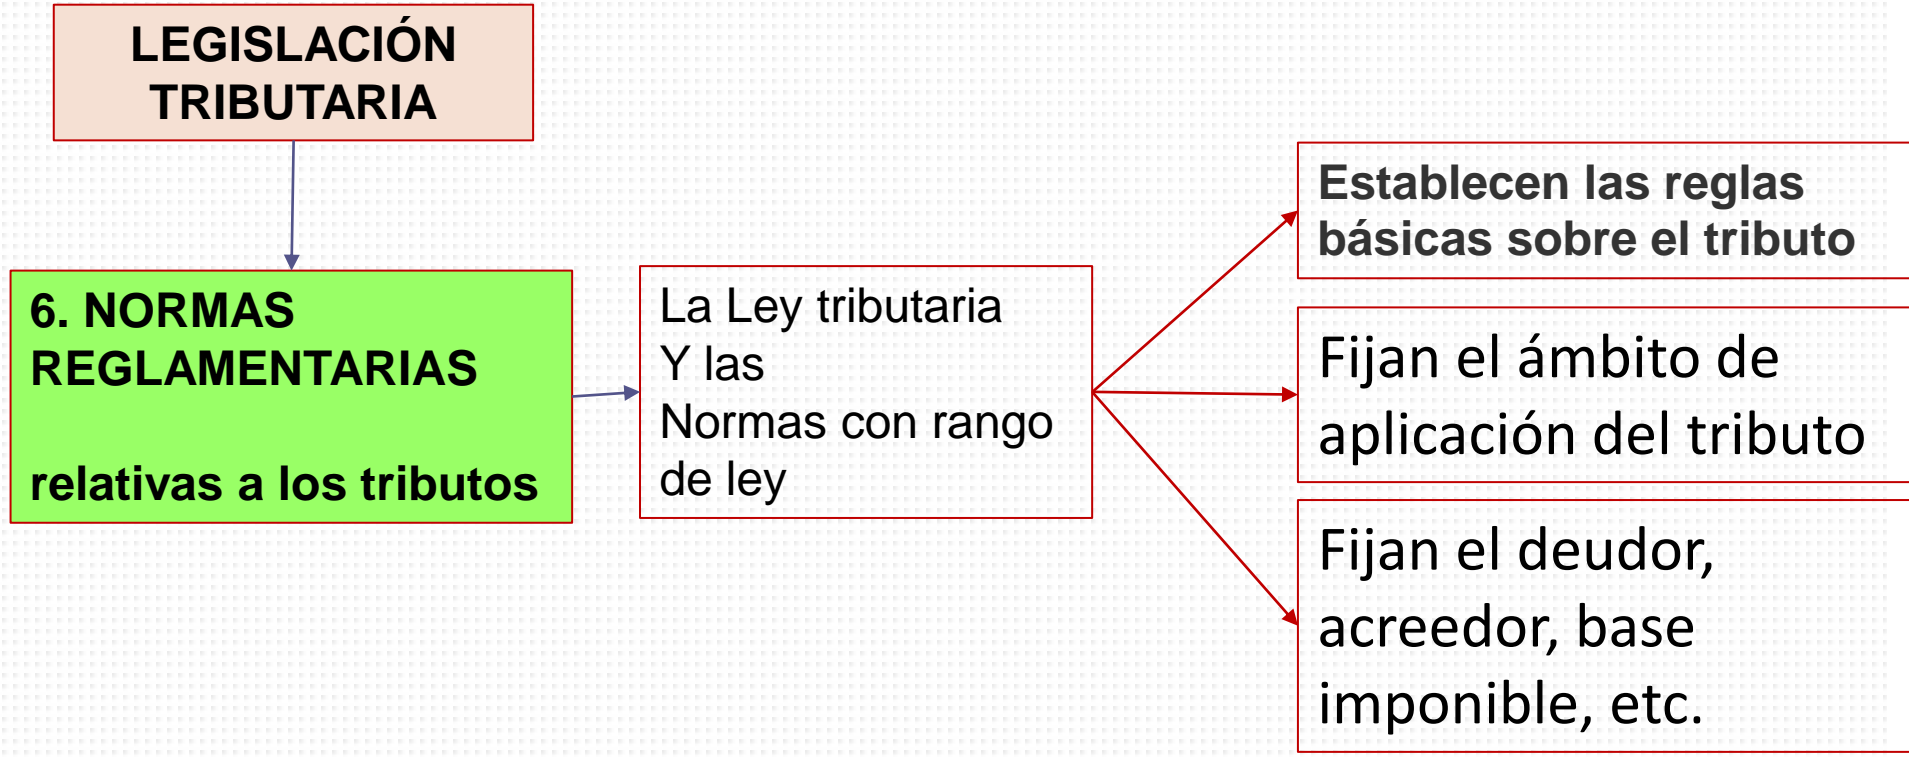 LEGISLACIÓN
TRIBUTARIA
6. NORMAS
REGLAMENTARIAS
relativas a los tributos
La Ley tributaria
Y las
Normas con rango
de ley
Establecen las reglas
básicas sobre el tributo
Fijan el ámbito de
aplicación del tributo
Fijan el deudor,
acreedor, base
imponible, etc.